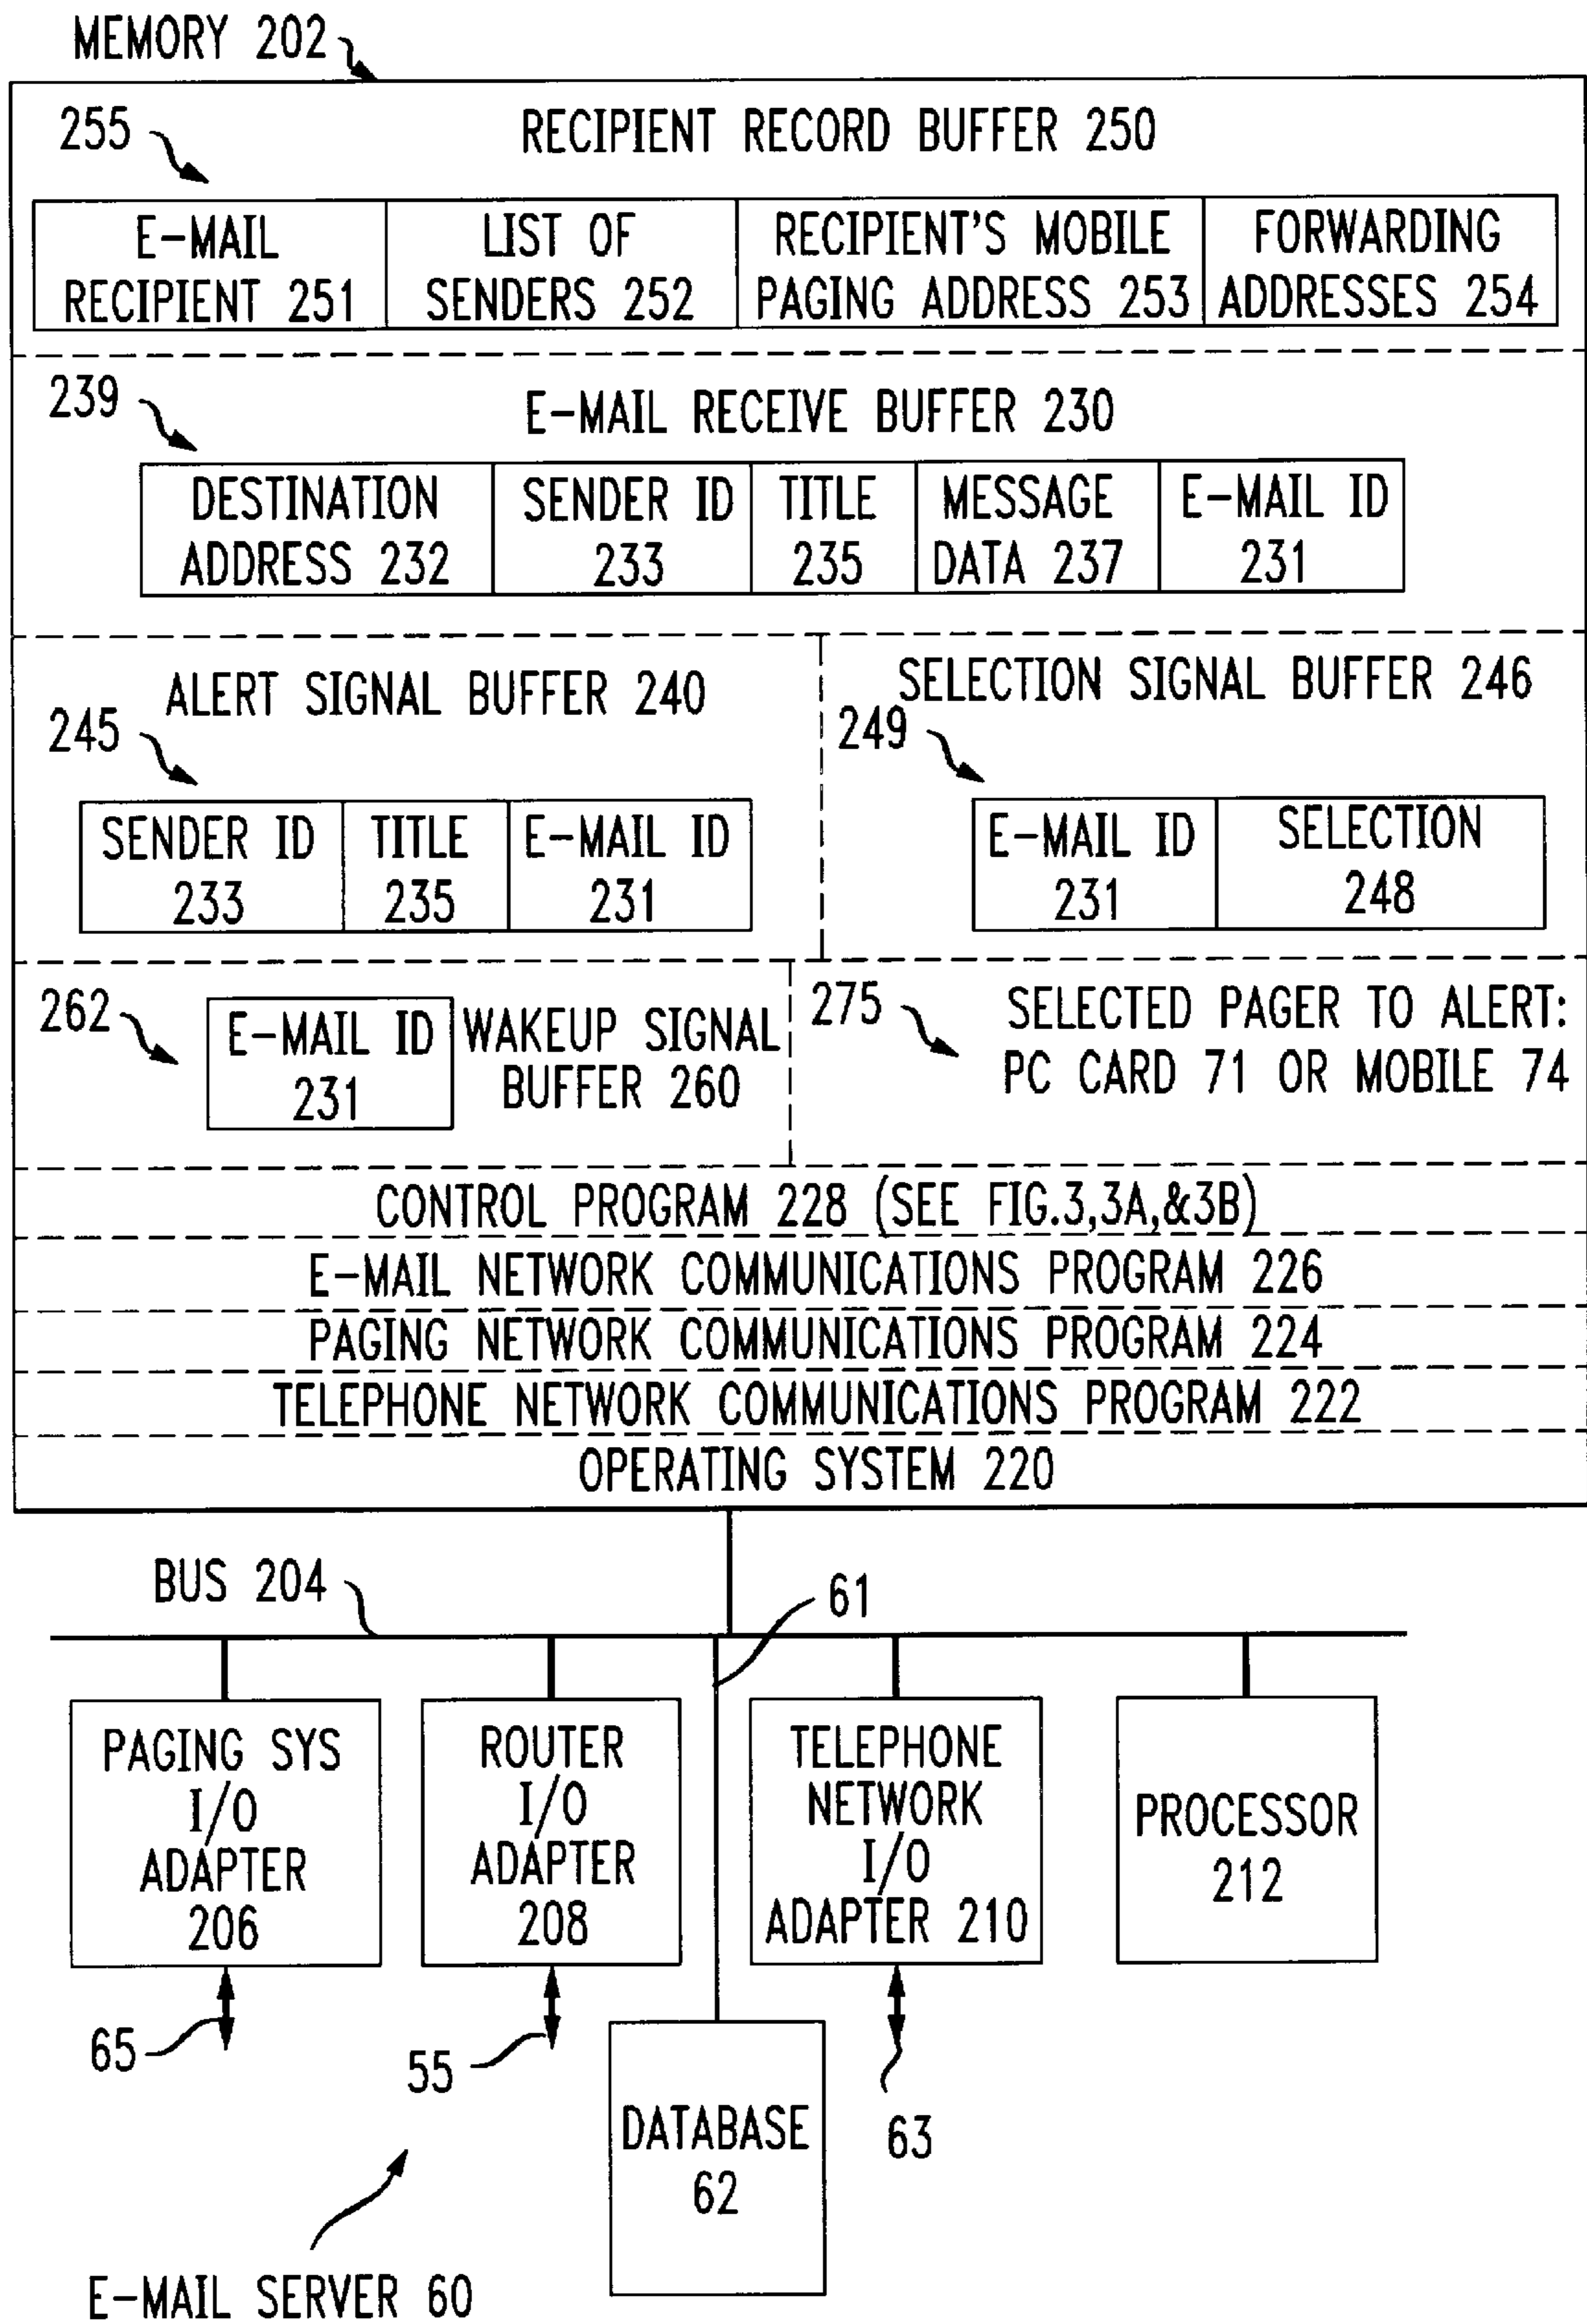 MEMORY 202
255
RECIPIENT RECORD BUFFER 250
E-MAIL
RECIPIENT 251
LIST OF
SENDERS 252
RECIPIENT'S MOBILE
PAGING ADDRESS 253
FORWARDING
ADDRESSES 254
239
E-MAIL RECEIVE BUFFER 230
DESTINATION
ADDRESS 232
SENDER ID
233
TITLE
235
MESSAGE
DATA 237
E-MAIL ID
231
ALERT SIGNAL BUFFER 240
245
SENDER ID
233
TITLE
235
E-MAIL ID
231
SELECTION SIGNAL BUFFER 246
249
E-MAIL ID
231
SELECTION
248
262
E-MAIL ID
231
WAKEUP SIGNAL
BUFFER 260
275
SELECTED PAGER TO ALERT:
PC CARD 71 OR MOBILE 74
CONTROL PROGRAM 228 (SEE FIG.3,3A,&3B)
E-MAIL NETWORK COMMUNICATIONS PROGRAM 226
PAGING NETWORK COMMUNICATIONS PROGRAM 224
TELEPHONE NETWORK COMMUNICATIONS PROGRAM 222
OPERATING SYSTEM 220
BUS 204
61
PAGING SYS
I/O
ADAPTER
206
ROUTER
I/O
ADAPTER
208
TELEPHONE
NETWORK
I/O
ADAPTER 210
PROCESSOR
212
65
55
63
DATABASE
62
E-MAIL SERVER 60